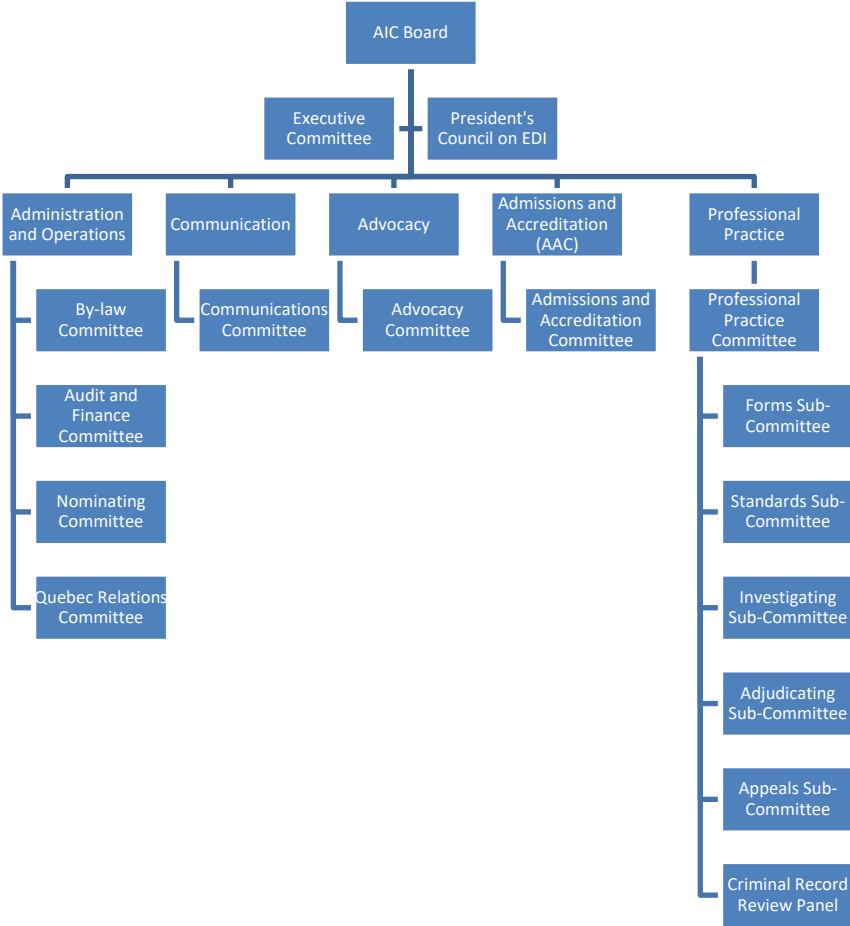 AIC Board
Executive
Committee
President's
Council on EDI
Administration
and Operations
Communication
Advocacy
Admissions and
Accreditation
(AAC)
Professional
Practice
By-law
Committee
Communications
Committee
Advocacy
Committee
Admissions and
Accreditation
Committee
Professional
Practice
Committee
Audit and
Finance
Committee
Forms Sub-
Committee
Nominating
Committee
Standards Sub-
Committee
Quebec Relations
Committee
Investigating
Sub-Committee
Adjudicating
Sub-Committee
Appeals Sub-
Committee
Criminal Record
Review Panel